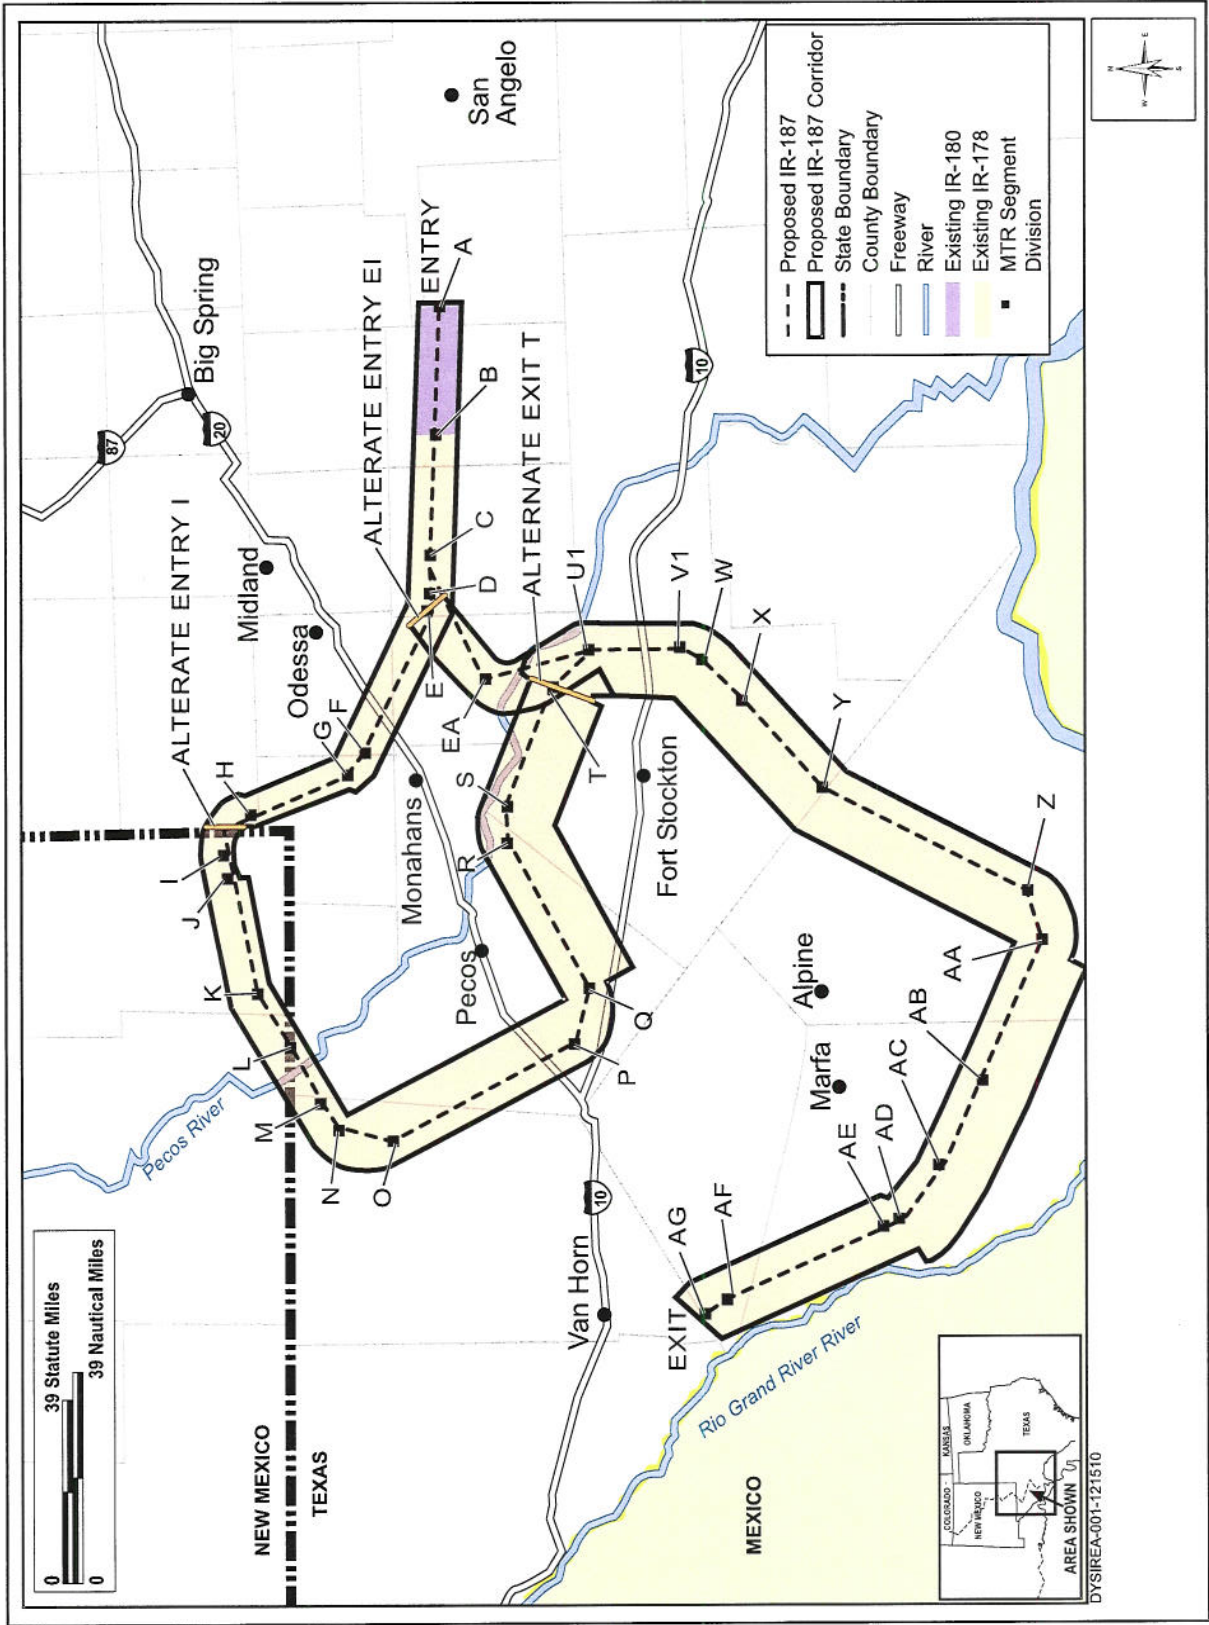 0 39 Statute Miles
0 39 Nautical Miles
NEW MEXICO
TEXAS
MEXICO
Pecos River
Rio Grand River River
87
20
10
10
Big Spring
San
Angelo
Midland
Odessa
Monahans
Pecos
Fort Stockton
Alpine
Marfa
Van Horn
ALTERATE ENTRY I
ALTERATE ENTRY EI
ALTERNATE EXIT T
ENTRY
EXIT
A
B
C
D
E
EA
F
G
H
I
J
K
L
M
N
O
P
Q
R
S
T
U1
V1
W
X
Y
Z
AA
AB
AC
AD
AE
AF
AG
Proposed IR-187
Proposed IR-187 Corridor
State Boundary
County Boundary
Freeway
River
Existing IR-180
Existing IR-178
MTR Segment
Division
N
W
E
S
COLORADO
KANSAS
NEW MEXICO
OKLAHOMA
TEXAS
AREA SHOWN
DYSIREA-001-121510